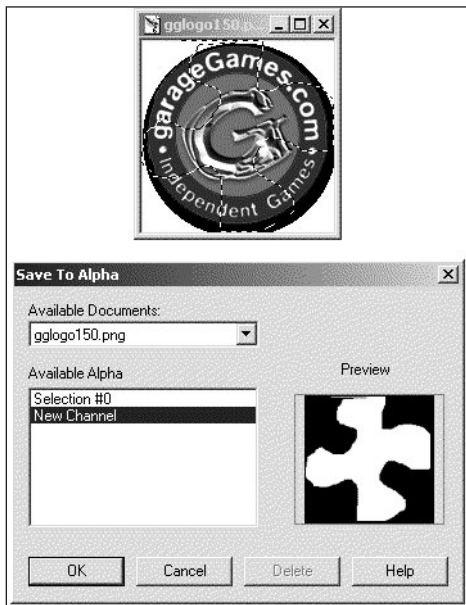 gglogo150.p...
garageGames.com
• Independent Games •
Save To Alpha
Available Documents:
gglogo150.png
Available Alpha
Preview
Selection #0
New Channel
OK
Cancel
Delete
Help